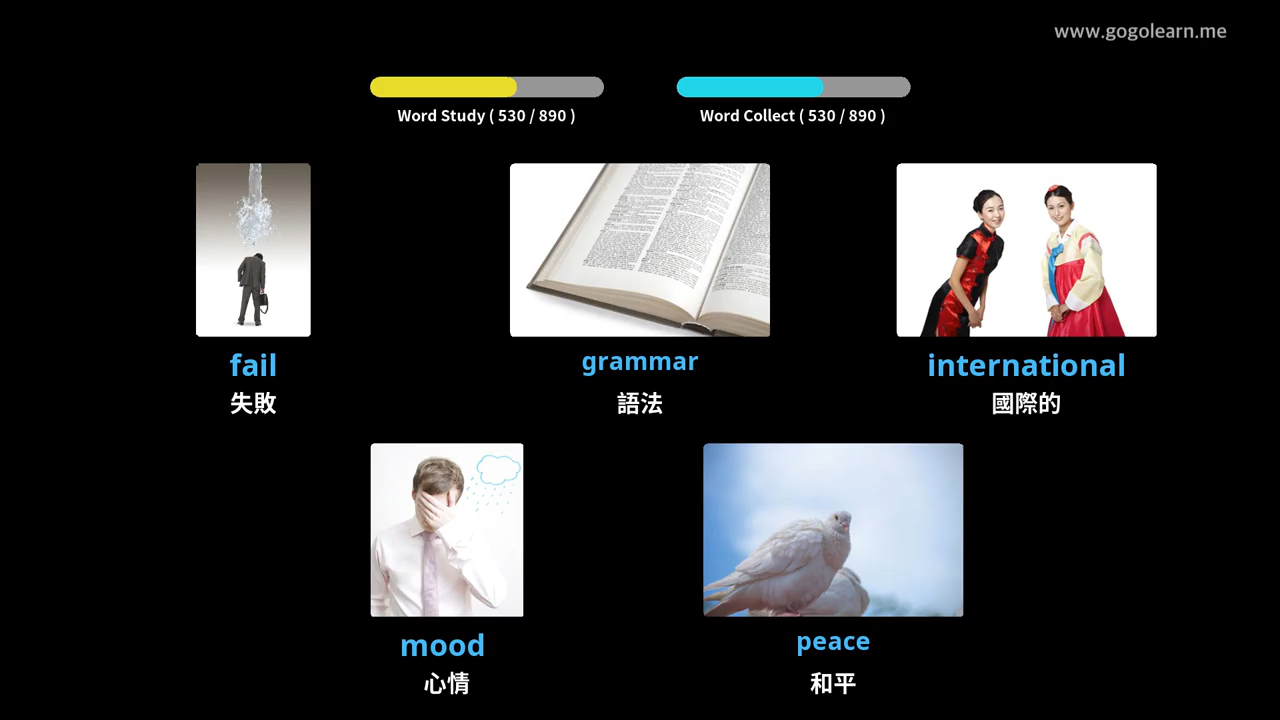 www.gogolearn.me
Word Study ( 530 / 890 )
Word Collect ( 530 / 890 )
fail
失敗
grammar
語法
international
國際的
mood
心情
peace
和平